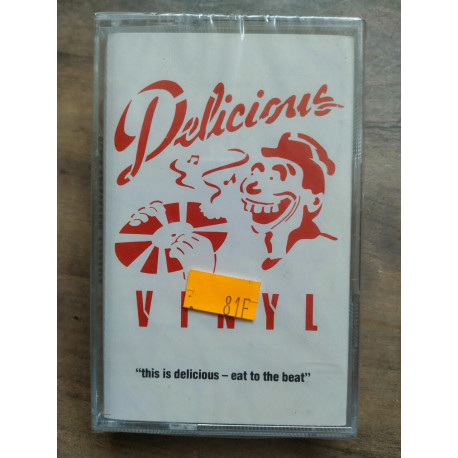 Delicious
VINYL
81F
"this is delicious – eat to the beat"